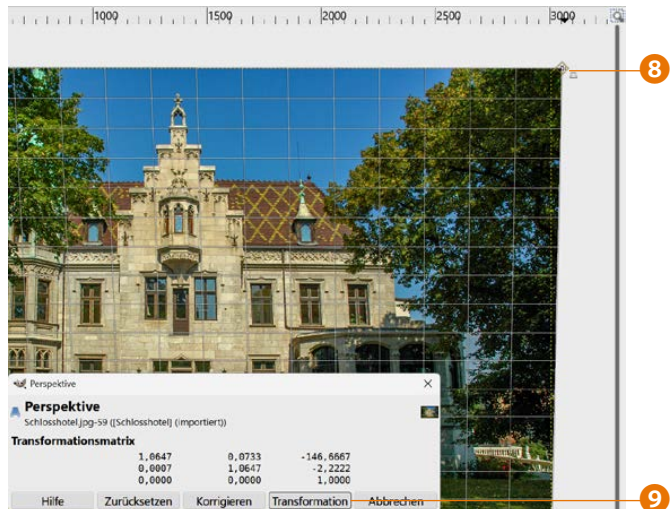 1000 1500 2000 2500 3000
8
Perspektive
Perspektive
Schlosshotel.jpg-59 ([Schlosshotel] (importiert))
Transformationsmatrix
1,0647 0,0733 -146,6667
0,0007 1,0647 -2,2222
0,0000 0,0000 1,0000
Hilfe Zurücksetzen Korrigieren Transformation Abbrechen
9